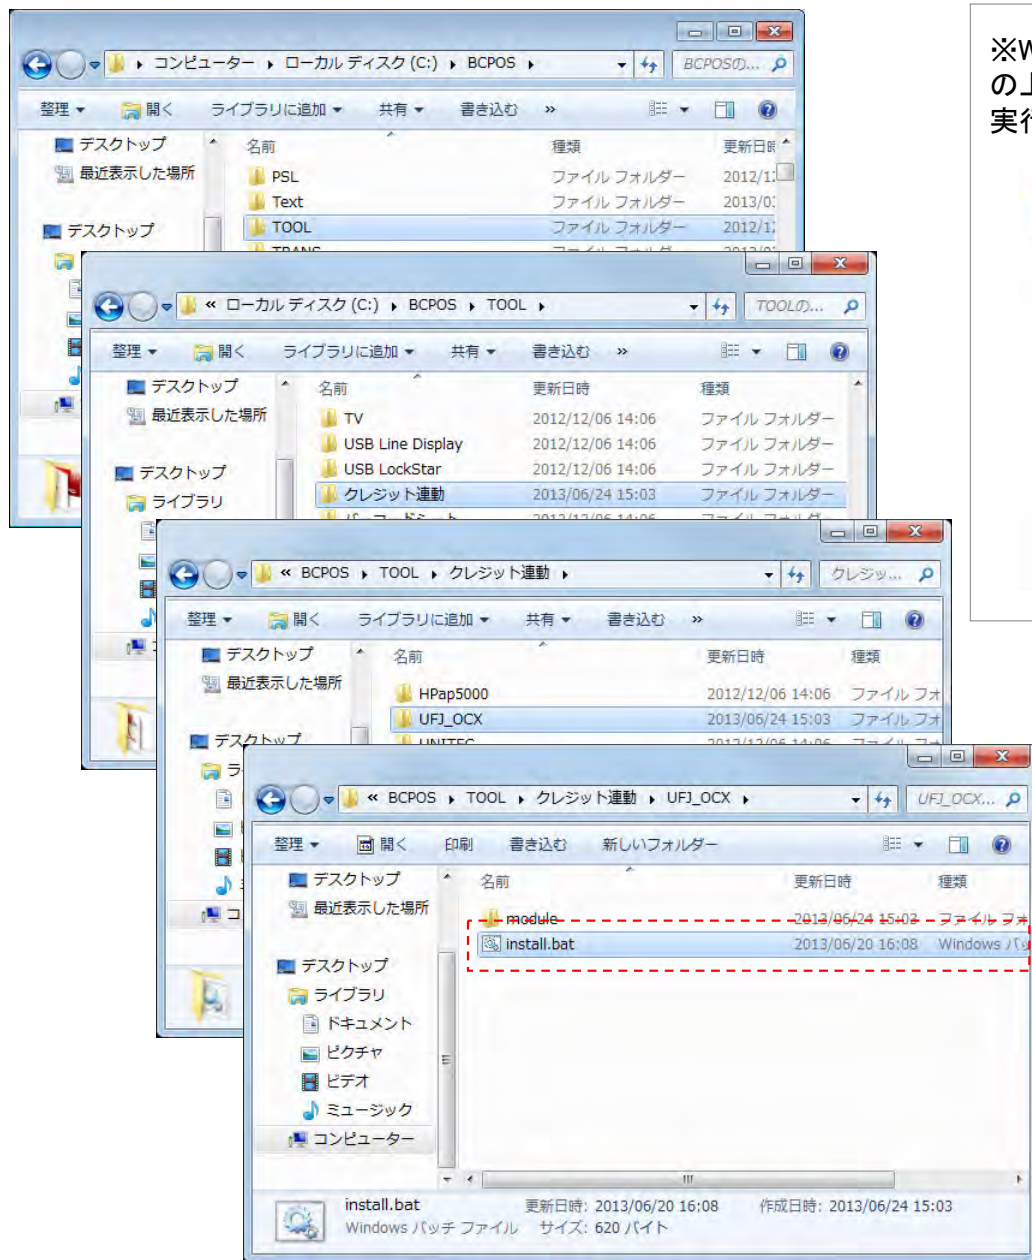 コンピューター ローカル ディスク (C:) BCPOS BCPOSの...
整理 開く ライブラリに追加 共有 書き込む »
デスクトップ
最近表示した場所
デスクトップ
名前 種類 更新日時
PSL ファイル フォルダー 2012/1
Text ファイル フォルダー 2013/0
TOOL ファイル フォルダー 2012/1
« ローカル ディスク (C:) BCPOS TOOL TOOLの...
整理 開く ライブラリに追加 共有 書き込む »
デスクトップ
最近表示した場所
デスクトップ
ライブラリ
名前 更新日時 種類
TV 2012/12/06 14:06 ファイル フォルダー
USB Line Display 2012/12/06 14:06 ファイル フォルダー
USB LockStar 2012/12/06 14:06 ファイル フォルダー
クレジット連動 2013/06/24 15:03 ファイル フォルダー
« BCPOS TOOL クレジット連動 クレジッ...
整理 開く ライブラリに追加 共有 書き込む »
デスクトップ
最近表示した場所
デスクトップ
名前 更新日時 種類
HPap5000 2012/12/06 14:06 ファイル フォ
UFJ_OCX 2013/06/24 15:03 ファイル フォ
« BCPOS TOOL クレジット連動 UFJ_OCX UFJ_OCX...
整理 開く 印刷 書き込む 新しいフォルダー
デスクトップ
最近表示した場所
デスクトップ
ライブラリ
ドキュメント
ピクチャ
ビデオ
ミュージック
コンピューター
名前 更新日時 種類
module 2013/06/24 15:03 ファイル フォ
install.bat 2013/06/20 16:08 Windows バッ
install.bat 更新日時: 2013/06/20 16:08 作成日時: 2013/06/24 15:03
Windows バッチ ファイル サイズ: 620 バイト
※W
の上
実行